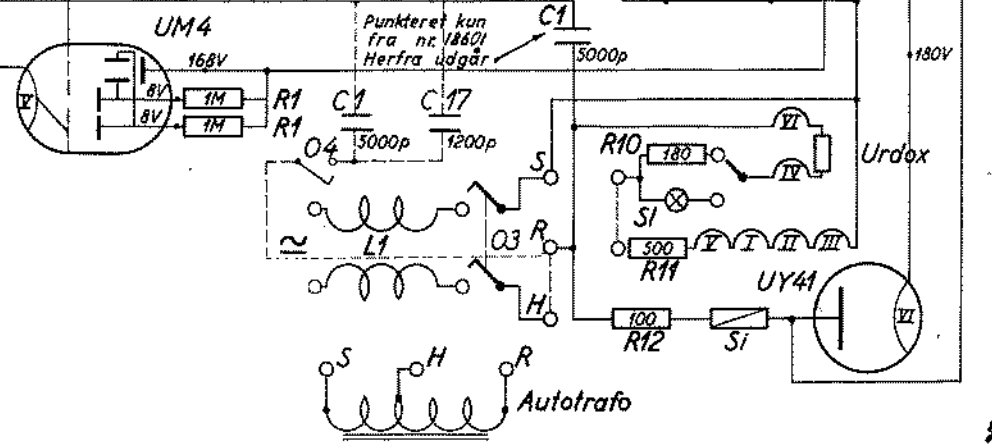 UM4
Punkteret kun
fra nr. 18601
Herfra udgår
C1
5000p
168V
180V
8V
1M
R1
8V
1M
R1
V
C1
5000p
C17
1200p
O4
S
R10
180
VI
IV
Urdox
Sl
L1
≂
O3
R
500
R11
V
I
II
III
H
UY41
VI
100
R12
Si
S
H
R
Autotrafo